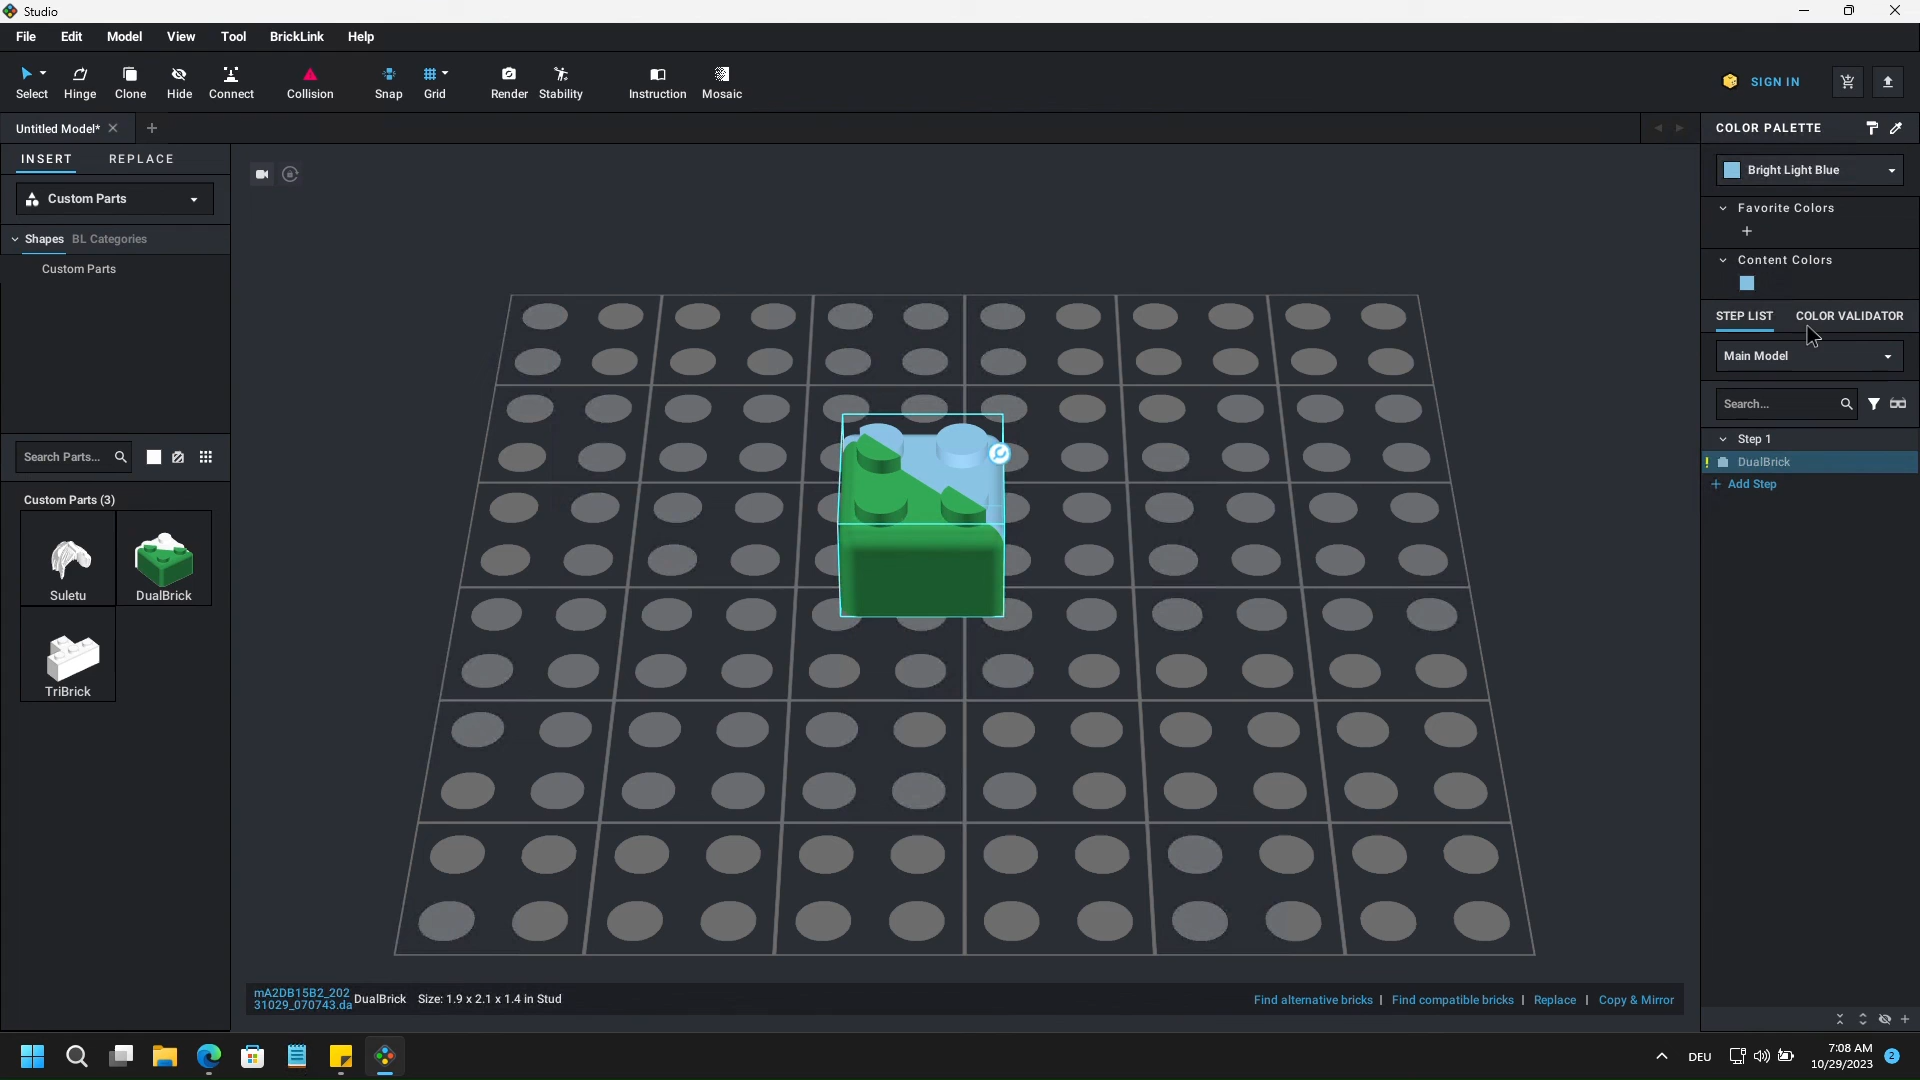 Studio
File Edit Model View Tool BrickLink Help
Select Hinge Clone Hide Connect Collision Snap Grid Render Stability Instruction Mosaic
SIGN IN
Untitled Model*
INSERT REPLACE
Custom Parts
Shapes BL Categories
Custom Parts
Search Parts...
Custom Parts (3)
Suletu
DualBrick
TriBrick
COLOR PALETTE
Bright Light Blue
Favorite Colors
+
Content Colors
STEP LIST COLOR VALIDATOR
Main Model
Search...
Step 1
! DualBrick
+ Add Step
mA2DB15B2_202
31029_070743.da
DualBrick Size: 1.9 x 2.1 x 1.4 in Stud
Find alternative bricks | Find compatible bricks | Replace | Copy & Mirror
DEU
7:08 AM
10/29/2023
2